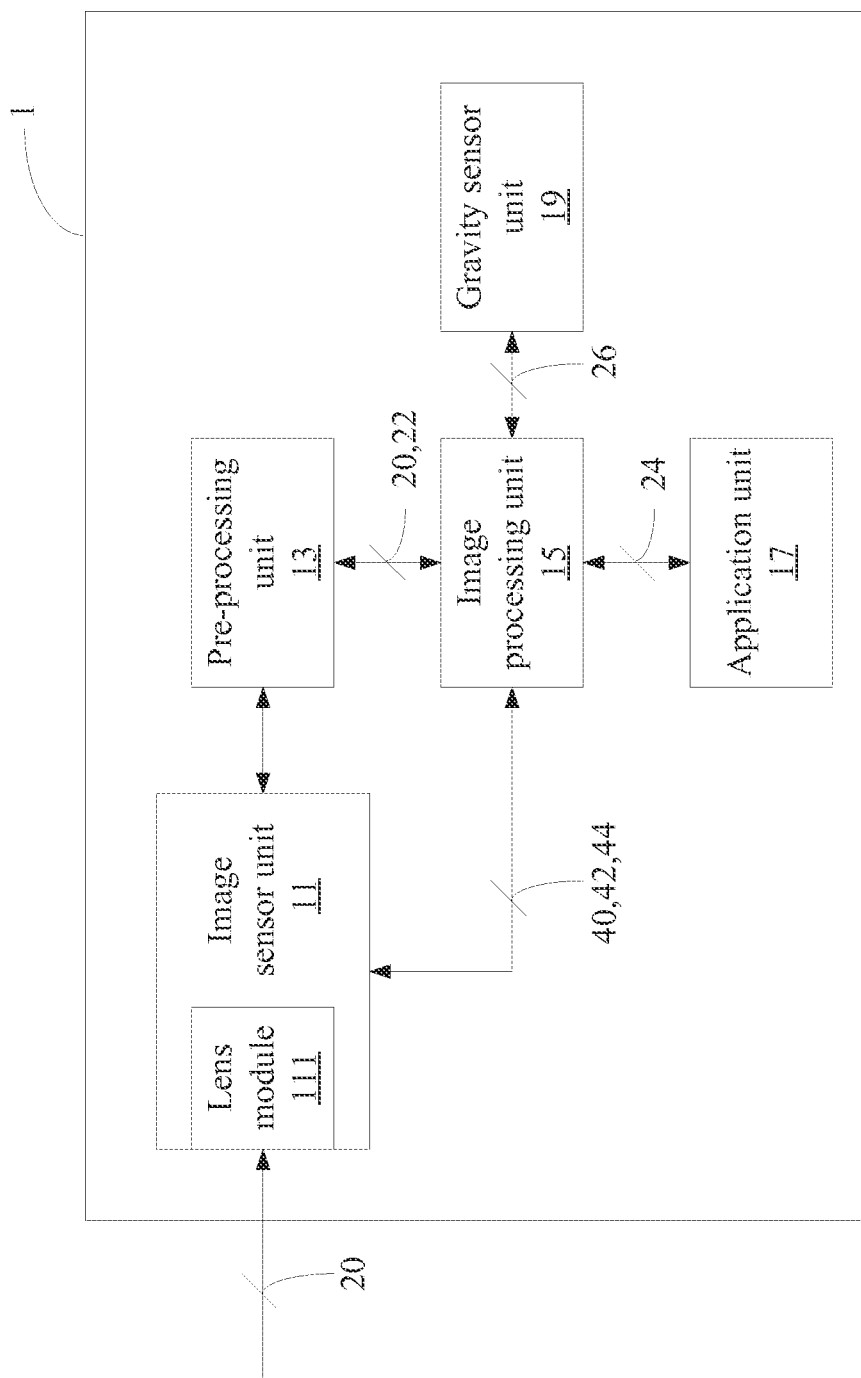 1
20
Lens
module
111
Image
sensor unit
11
Pre-processing
unit
13
20,22
40,42,44
Image
processing unit
15
26
Gravity sensor
unit
19
24
Application unit
17